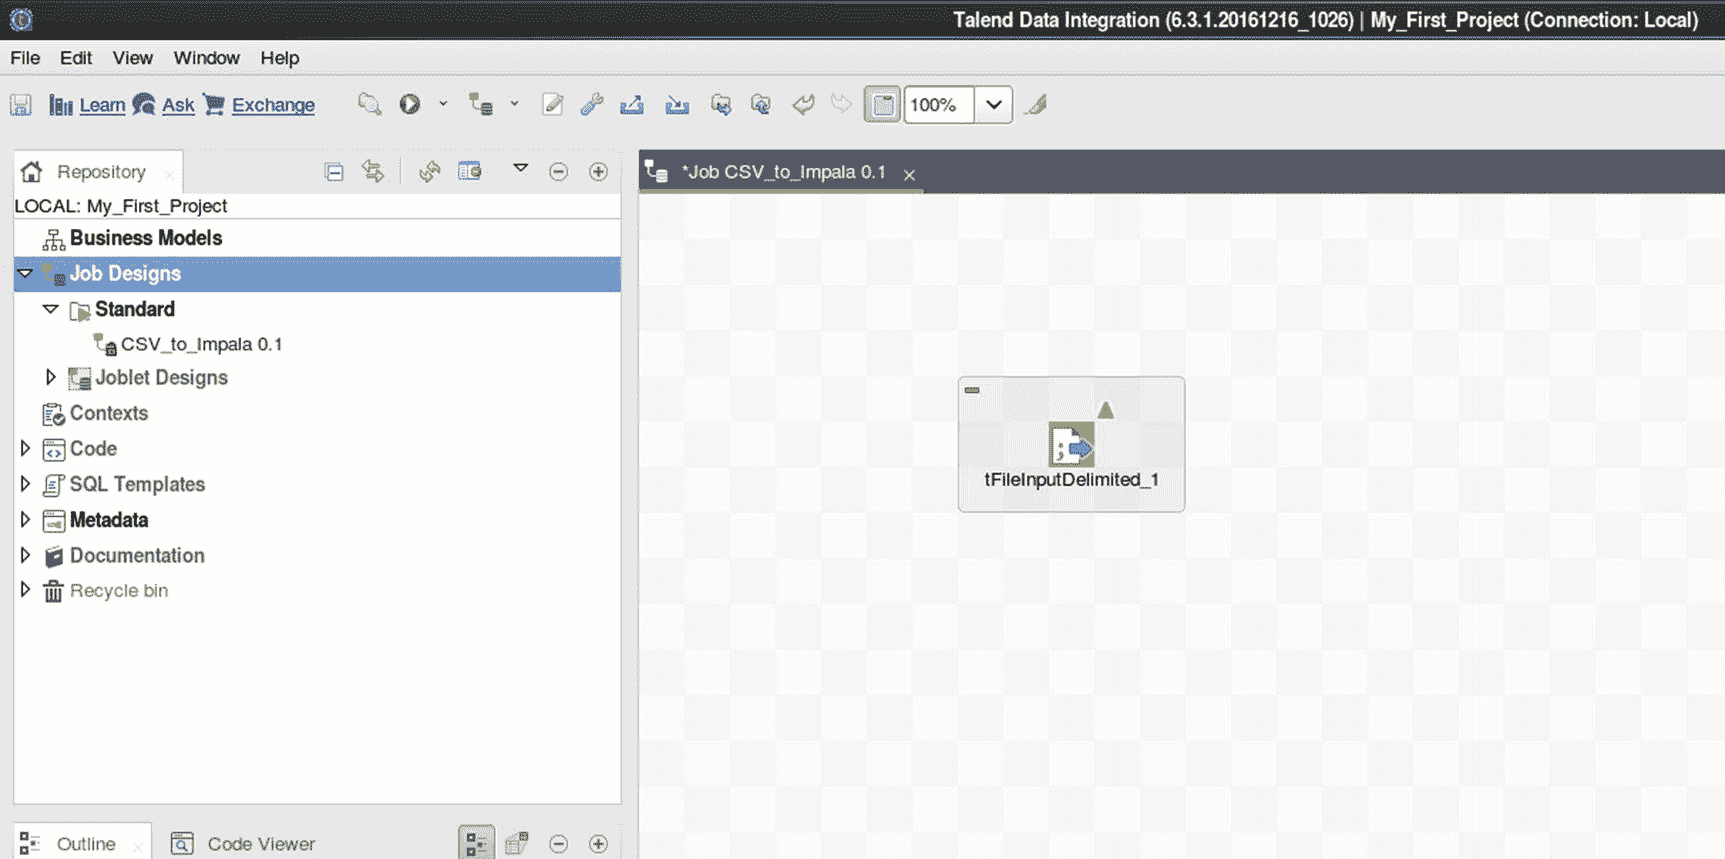 Talend Data Integration (6.3.1.20161216_1026) | My_First_Project (Connection: Local)
File Edit View Window Help
Learn Ask Exchange 100%
Repository
*Job CSV_to_Impala 0.1
LOCAL: My_First_Project
Business Models
Job Designs
Standard
CSV_to_Impala 0.1
Joblet Designs
Contexts
Code
SQL Templates
Metadata
Documentation
Recycle bin
tFileInputDelimited_1
Outline Code Viewer